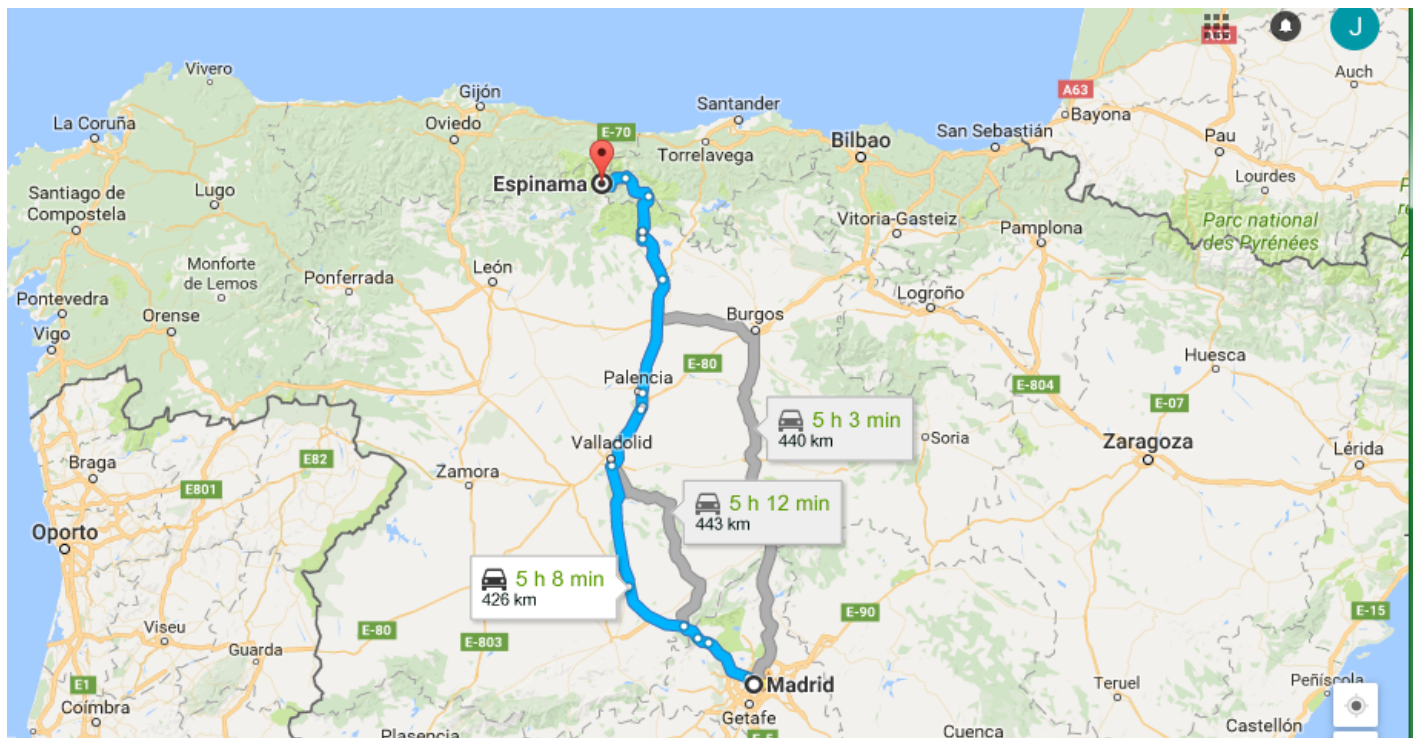 J
A65
Auch
Vivero
Gijón
A63
Santander
Bayona
La Coruña
Oviedo
E-70
Bilbao
San Sebastián
Pau
Torrelavega
Lourdes
Espinama
Santiago de
Compostela
Lugo
Vitoria-Gasteiz
Parc national
des Pyrénées
Pamplona
Monforte
de Lemos
Ponferrada
León
Pontevedra
Logroño
Orense
Burgos
Vigo
Huesca
E-80
Palencia
E-804
E-07
5 h 3 min
440 km
Soria
Zaragoza
Valladolid
Lérida
Braga
E82
Zamora
E801
5 h 12 min
443 km
Oporto
5 h 8 min
426 km
E-90
E-15
Viseu
E-80
E-803
Guarda
E1
Madrid
Teruel
Peñíscola
Coímbra
Getafe
Castellón
Plasencia
E-5
Cuenca